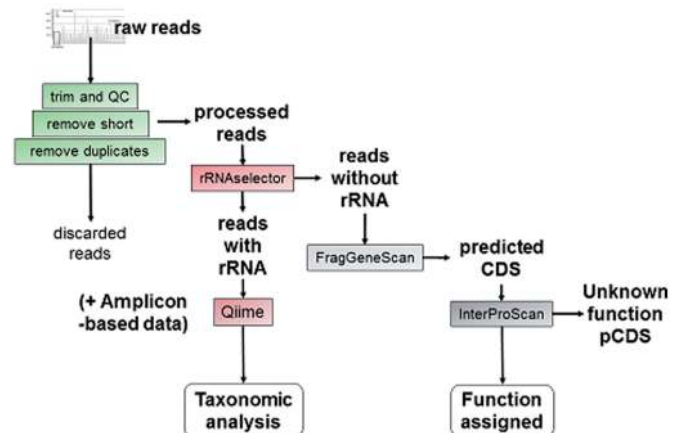 raw reads
trim and QC
remove short
remove duplicates
discarded
reads
processed
reads
rRNAselector
reads
without
rRNA
reads
with
rRNA
FragGeneScan
predicted
CDS
(+ Amplicon
-based data)
Qiime
InterProScan
Unknown
function
pCDS
Taxonomic
analysis
Function
assigned